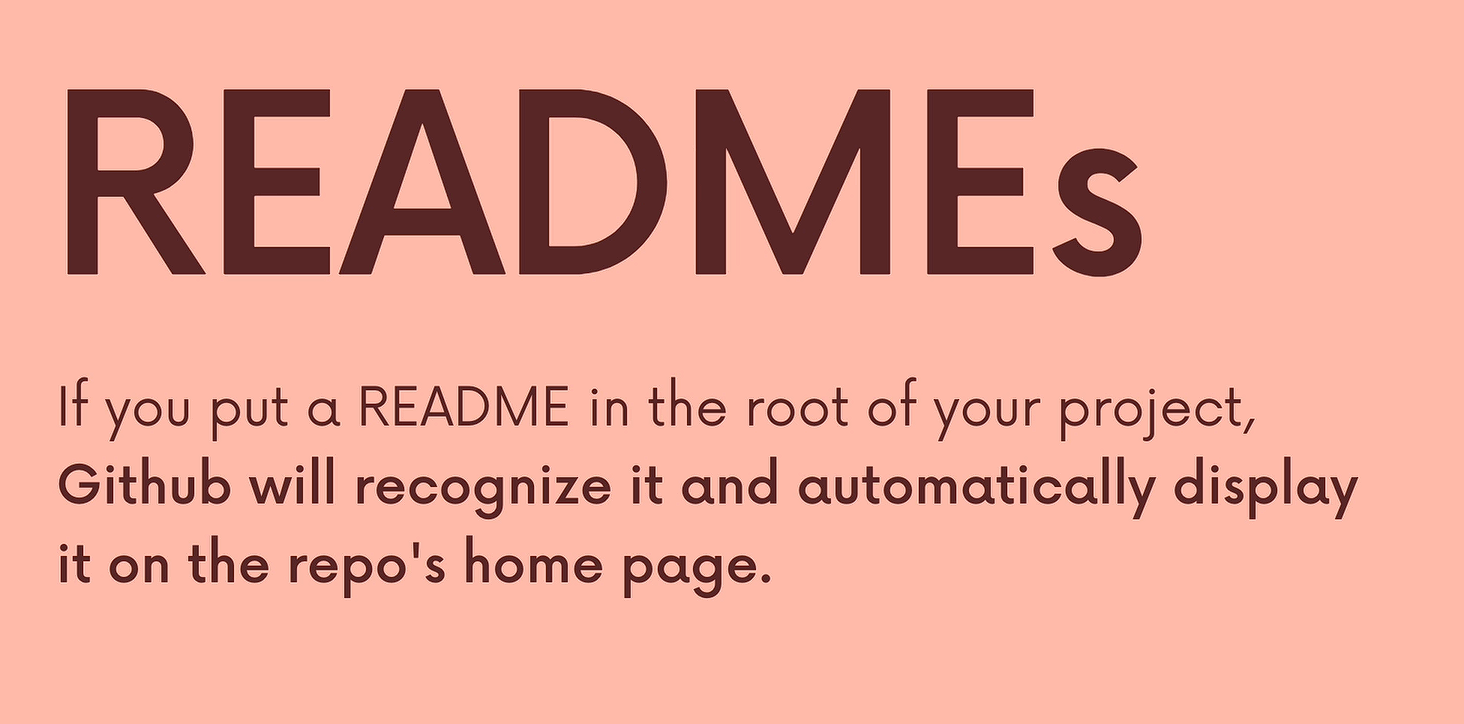 READMEs
If you put a README in the root of your project,
Github will recognize it and automatically display
it on the repo's home page.